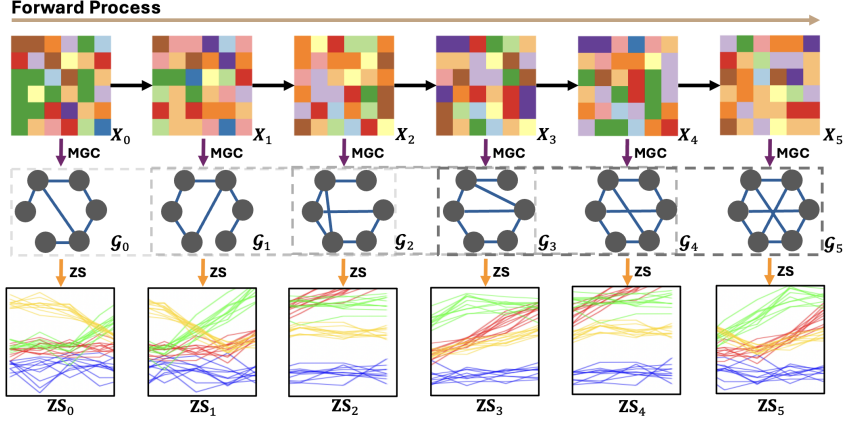 Forward Process
X0 X1 X2 X3 X4 X5
MGC MGC MGC MGC MGC MGC
g0 g1 g2 g3 g4 g5
ZS ZS ZS ZS ZS ZS
ZS0 ZS1 ZS2 ZS3 ZS4 ZS5